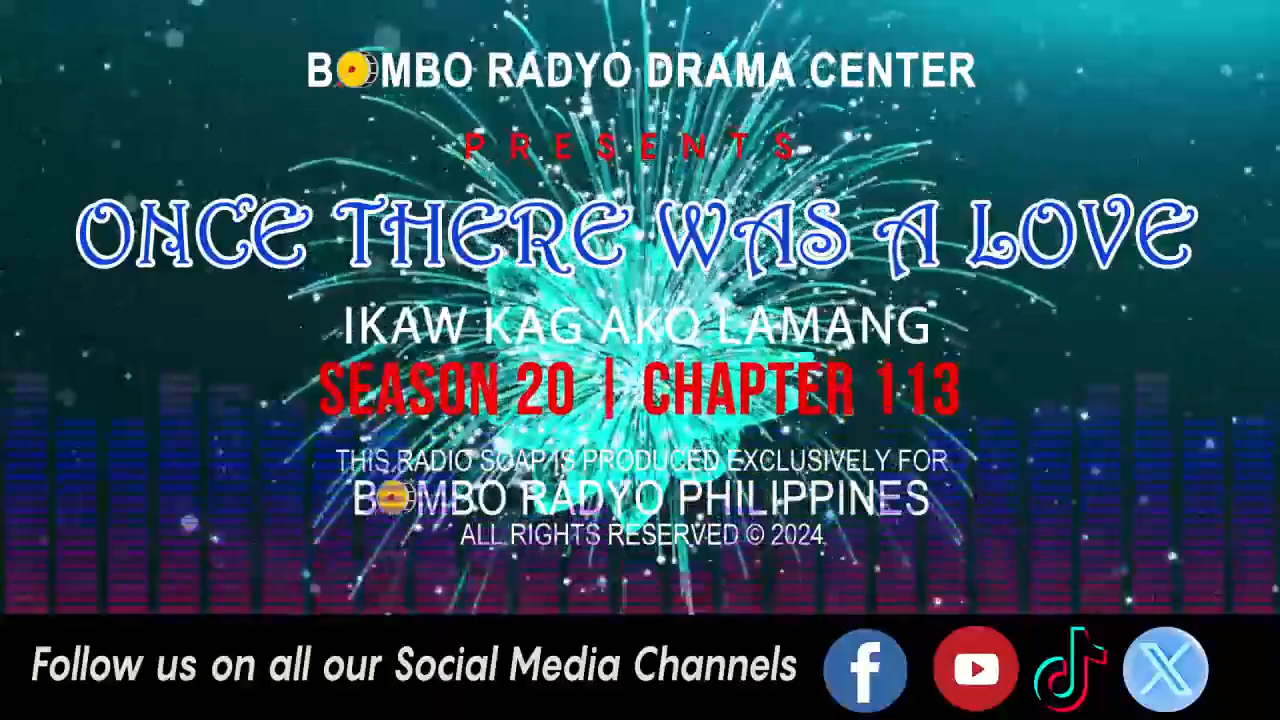 BOMBO RADYO DRAMA CENTER
PRESENTS
ONCE THERE WAS A LOVE
IKAW KAG AKO LAMANG
SEASON 20 | CHAPTER 113
THIS RADIO SOAP IS PRODUCED EXCLUSIVELY FOR
BOMBO RADYO PHILIPPINES
ALL RIGHTS RESERVED © 2024
Follow us on all our Social Media Channels